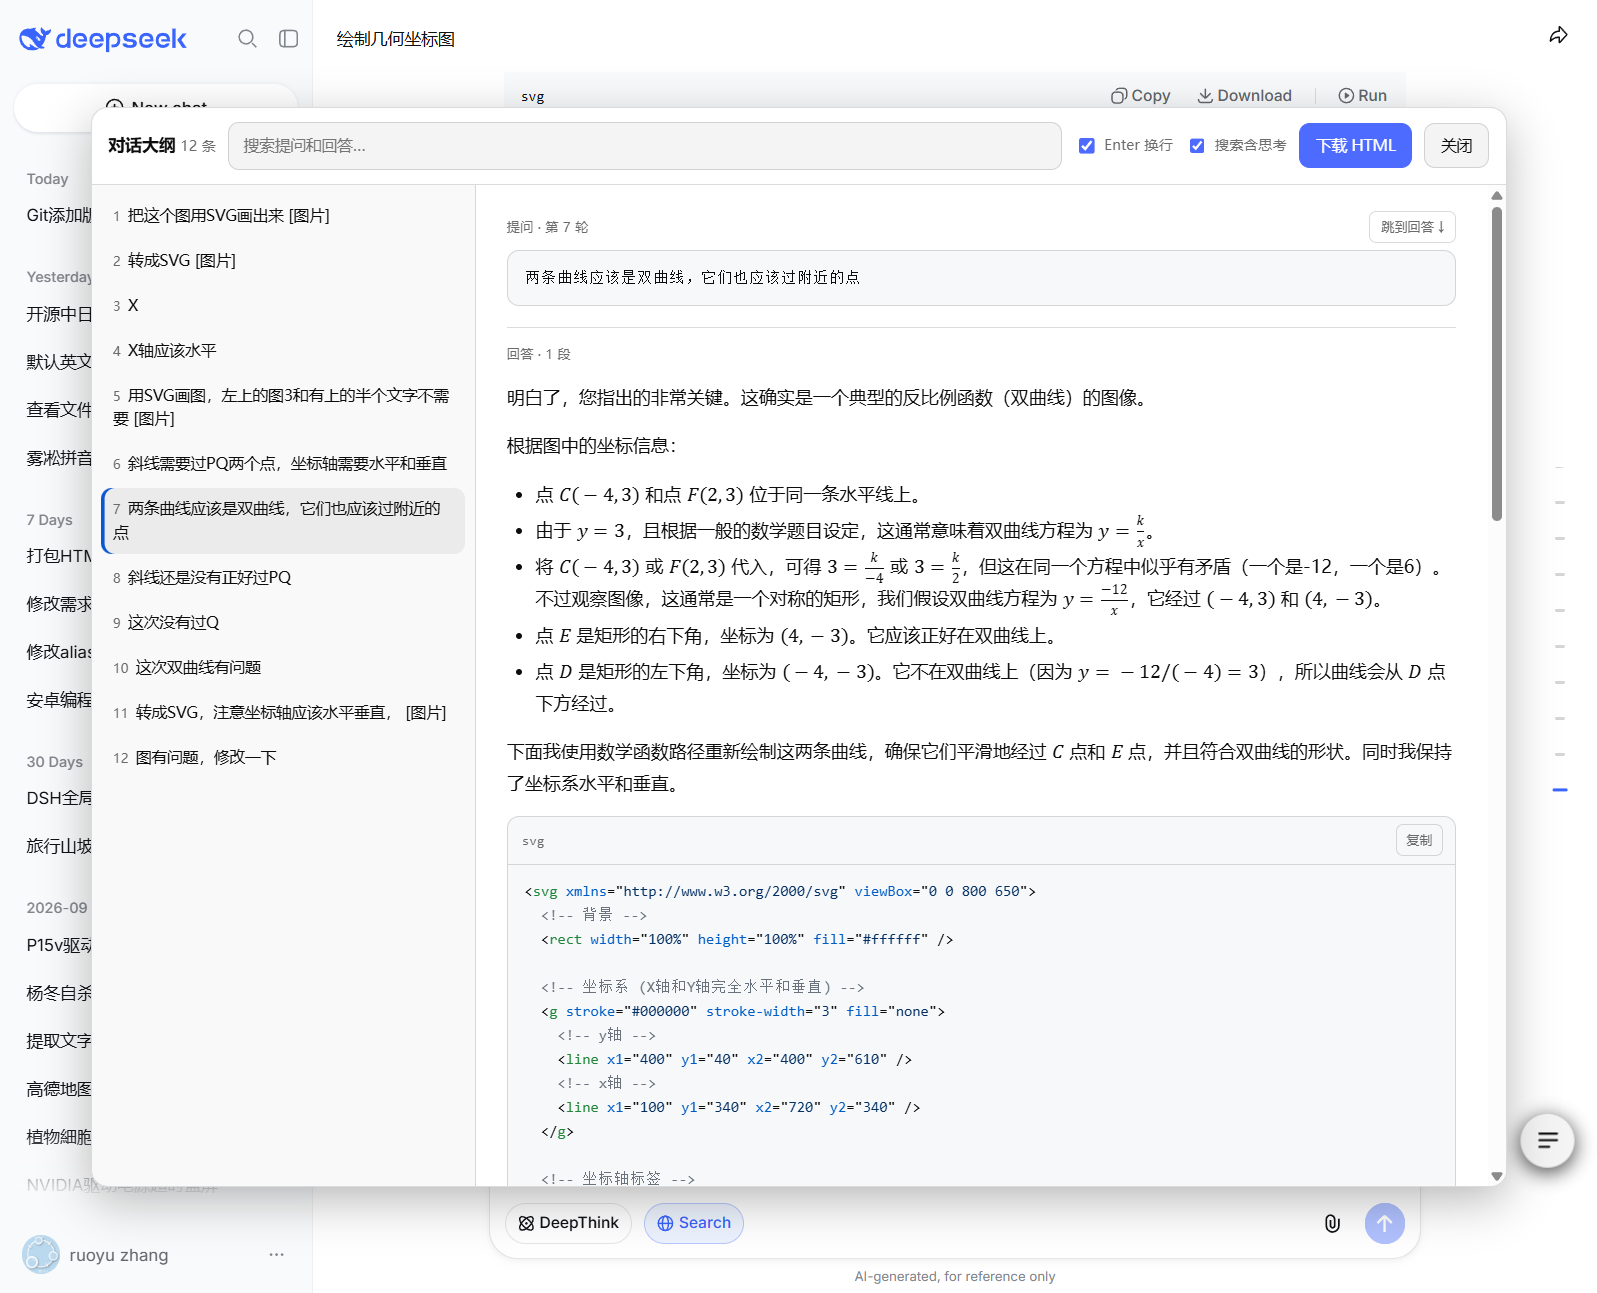 deepseek
绘制几何坐标图
New chat
svg
Copy
Download
Run
对话大纲 12 条
搜索提问和回答...
Enter 换行
搜索含思考
下载 HTML
关闭
Today
Git添加版
Yesterday
开源中日
默认英文
查看文件
雾凇拼音
7 Days
打包HTM
修改需求
修改alias
安卓编程
30 Days
DSH全局
旅行山坡
2026-09
P15v驱动
杨冬自杀
提取文字
高德地图
植物細胞
NVIDIA驱动
ruoyu zhang
1 把这个图用SVG画出来 [图片]
2 转成SVG [图片]
3 X
4 X轴应该水平
5 用SVG画图，左上的图3和有上的半个文字不需
要 [图片]
6 斜线需要过PQ两个点，坐标轴需要水平和垂直
7 两条曲线应该是双曲线，它们也应该过附近的
点
8 斜线还是没有正好过PQ
9 这次没有过Q
10 这次双曲线有问题
11 转成SVG，注意坐标轴应该水平垂直， [图片]
12 图有问题，修改一下
提问 · 第 7 轮
跳到回答↓
两条曲线应该是双曲线，它们也应该过附近的点
回答 · 1 段
明白了，您指出的非常关键。这确实是一个典型的反比例函数（双曲线）的图像。
根据图中的坐标信息：
• 点 C(−4,3) 和点 F(2,3) 位于同一条水平线上。
• 由于 y = 3，且根据一般的数学题目设定，这通常意味着双曲线方程为 y = k/x。
• 将 C(−4,3) 或 F(2,3) 代入，可得 3 = k/−4 或 3 = k/2，但这在同一个方程中似乎有矛盾（一个是-12，一个是6）。
不过观察图像，这通常是一个对称的矩形，我们假设双曲线方程为 y = −12/x，它经过 (−4,3) 和 (4,−3)。
• 点 E 是矩形的右下角，坐标为 (4,−3)。它应该正好在双曲线上。
• 点 D 是矩形的左下角，坐标为 (−4,−3)。它不在双曲线上（因为 y = −12/(−4) = 3），所以曲线会从 D 点
下方经过。
下面我使用数学函数路径重新绘制这两条曲线，确保它们平滑地经过 C 点和 E 点，并且符合双曲线的形状。同时我保持
了坐标系水平和垂直。
svg
复制
<svg xmlns="http://www.w3.org/2000/svg" viewBox="0 0 800 650">
<!-- 背景 -->
<rect width="100%" height="100%" fill="#ffffff" />
<!-- 坐标系（X轴和Y轴完全水平和垂直）-->
<g stroke="#000000" stroke-width="3" fill="none">
<!-- y轴 -->
<line x1="400" y1="40" x2="400" y2="610" />
<!-- x轴 -->
<line x1="100" y1="340" x2="720" y2="340" />
</g>
<!-- 坐标轴标签 -->
DeepThink
Search
AI-generated, for reference only